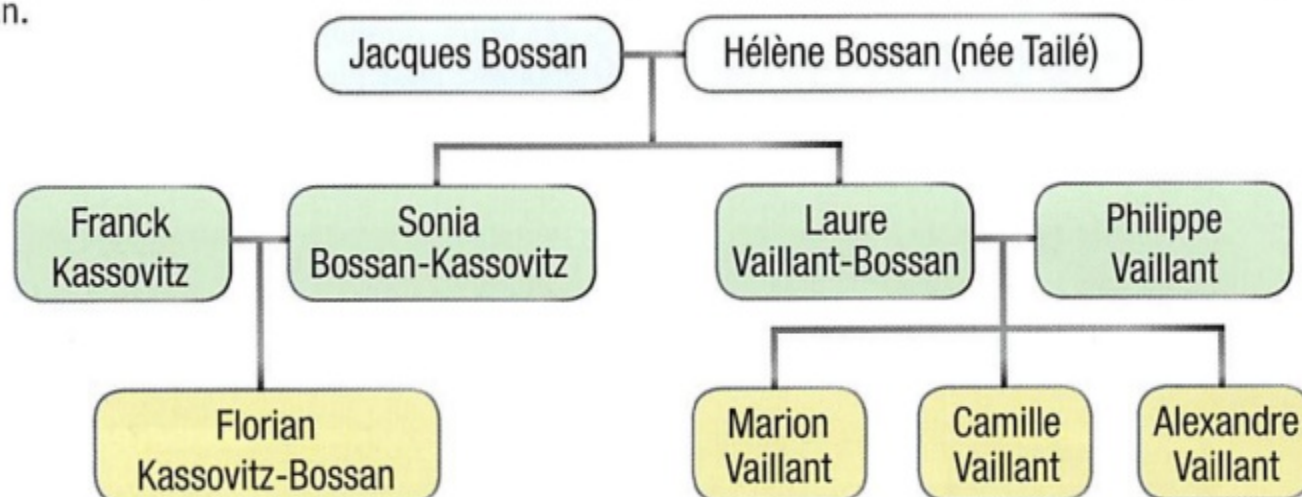 n.
Jacques Bossan
Hélène Bossan (née Tailé)
Franck
Kassovitz
Sonia
Bossan-Kassovitz
Laure
Vaillant-Bossan
Philippe
Vaillant
Florian
Kassovitz-Bossan
Marion
Vaillant
Camille
Vaillant
Alexandre
Vaillant